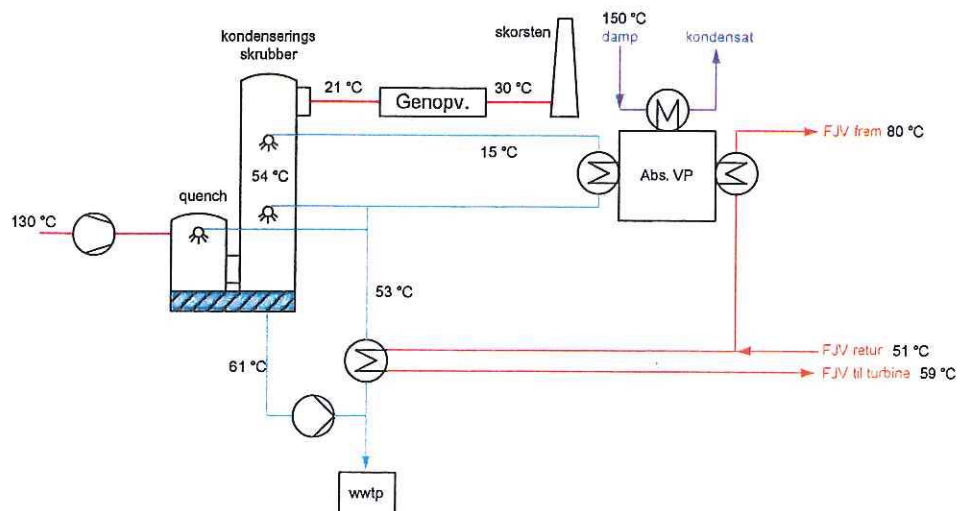 kondenserings
skrubber
skorsten
150 °C
damp
kondensat
21 °C
Genopv.
30 °C
FJV frem 80 °C
15 °C
54 °C
Abs. VP
quench
130 °C
53 °C
61 °C
FJV retur 51 °C
FJV til turbine 59 °C
wwtp